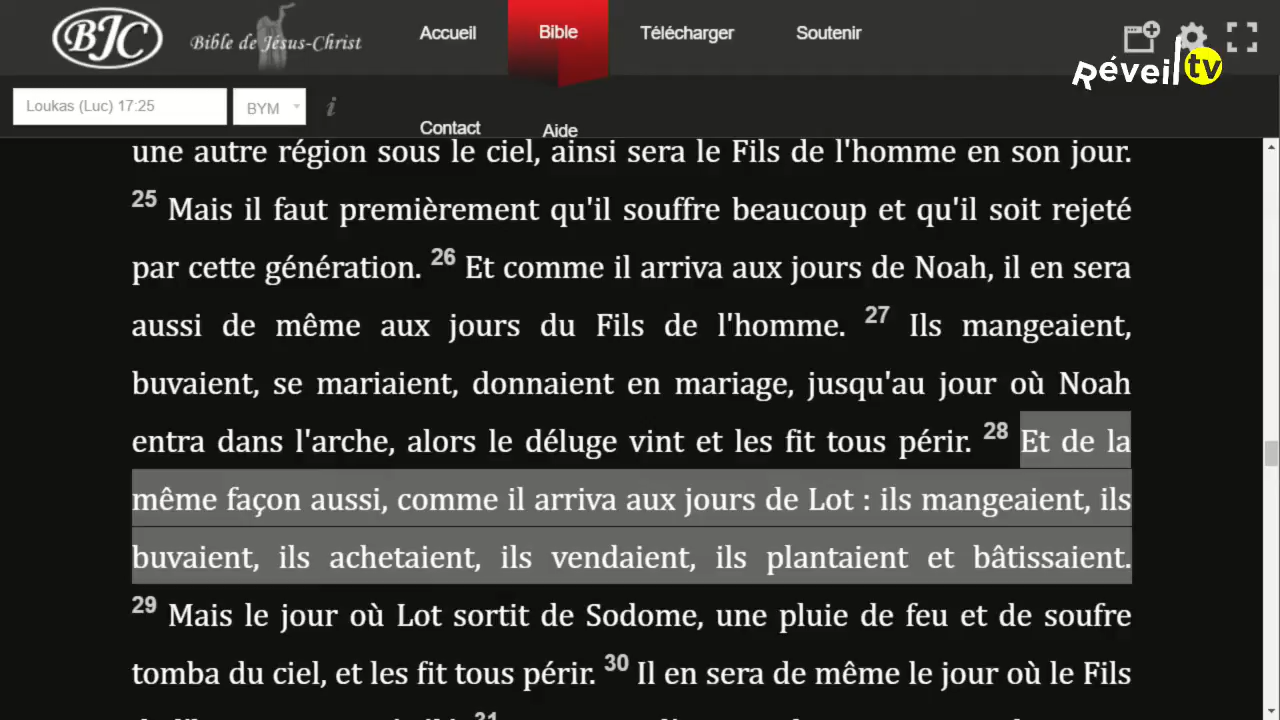 BJC
Bible de Jésus-Christ
Accueil
Bible
Télécharger
Soutenir
Réveil tv
Loukas (Luc) 17:25
BYM
i
Contact
Aide
une autre région sous le ciel, ainsi sera le Fils de l'homme en son jour.
25 Mais il faut premièrement qu'il souffre beaucoup et qu'il soit rejeté
par cette génération. 26 Et comme il arriva aux jours de Noah, il en sera
aussi de même aux jours du Fils de l'homme. 27 Ils mangeaient,
buvaient, se mariaient, donnaient en mariage, jusqu'au jour où Noah
entra dans l'arche, alors le déluge vint et les fit tous périr. 28 Et de la
même façon aussi, comme il arriva aux jours de Lot : ils mangeaient, ils
buvaient, ils achetaient, ils vendaient, ils plantaient et bâtissaient.
29 Mais le jour où Lot sortit de Sodome, une pluie de feu et de soufre
tomba du ciel, et les fit tous périr. 30 Il en sera de même le jour où le Fils
31